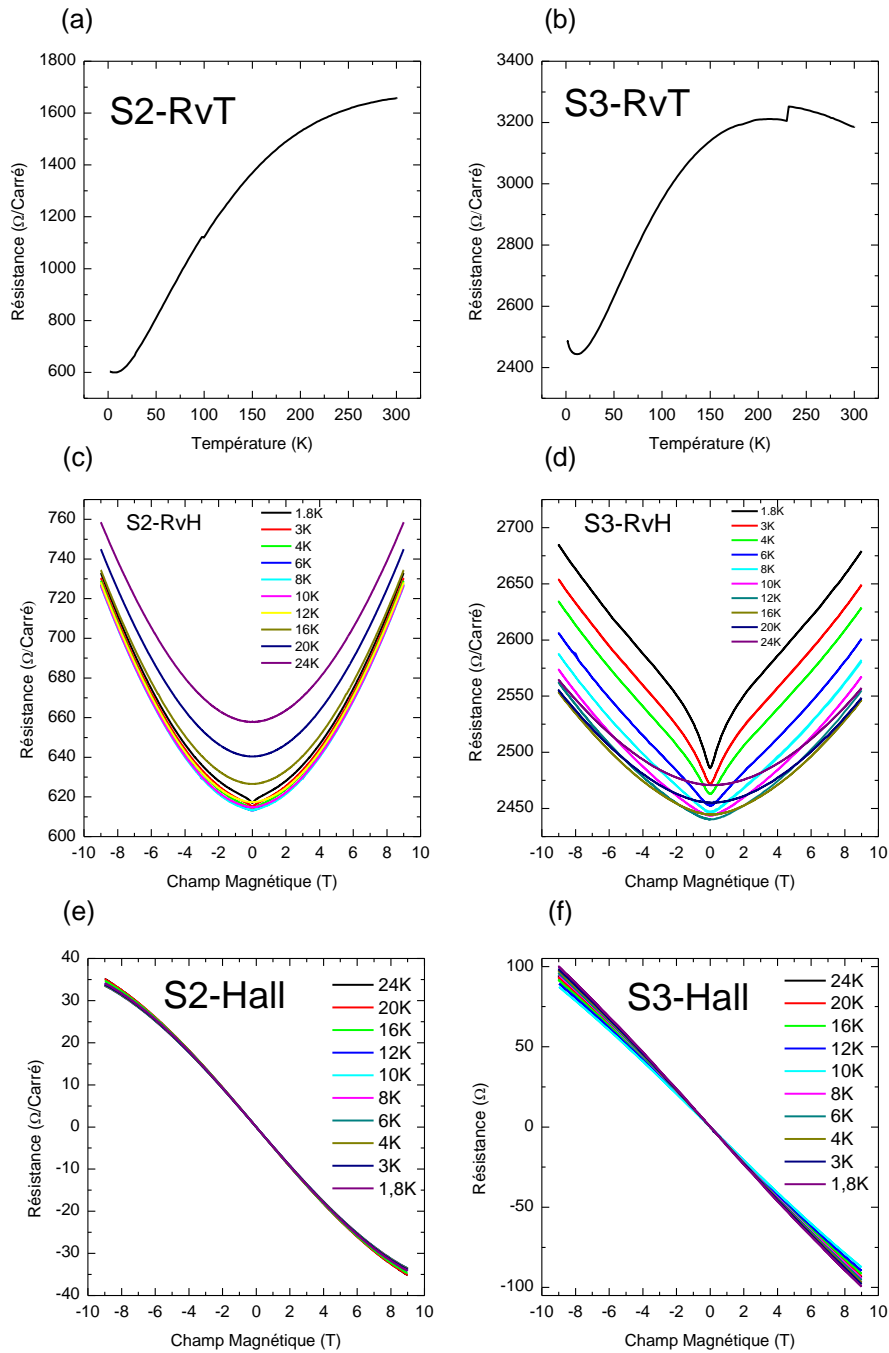 (a)
S2-RvT
1800
1600
1400
1200
1000
800
600
Résistance (Ω/Carré)
0 50 100 150 200 250 300
Température (K)
(b)
S3-RvT
3400
3200
3000
2800
2600
2400
Résistance (Ω/Carré)
0 50 100 150 200 250 300
Température (K)
(c)
S2-RvH
760
740
720
700
680
660
640
620
600
Résistance (Ω/Carré)
1.8K
3K
4K
6K
8K
10K
12K
16K
20K
24K
-10 -8 -6 -4 -2 0 2 4 6 8 10
Champ Magnétique (T)
(d)
S3-RvH
2700
2650
2600
2550
2500
2450
Résistance (Ω/Carré)
1.8K
3K
4K
6K
8K
10K
12K
16K
20K
24K
-10 -8 -6 -4 -2 0 2 4 6 8 10
Champ Magnétique (T)
(e)
S2-Hall
40
30
20
10
0
-10
-20
-30
-40
Résistance (Ω/Carré)
24K
20K
16K
12K
10K
8K
6K
4K
3K
1,8K
-10 -8 -6 -4 -2 0 2 4 6 8 10
Champ Magnétique (T)
(f)
S3-Hall
100
50
0
-50
-100
Résistance (Ω)
24K
20K
16K
12K
10K
8K
6K
4K
3K
1,8K
-10 -8 -6 -4 -2 0 2 4 6 8 10
Champ Magnétique (T)